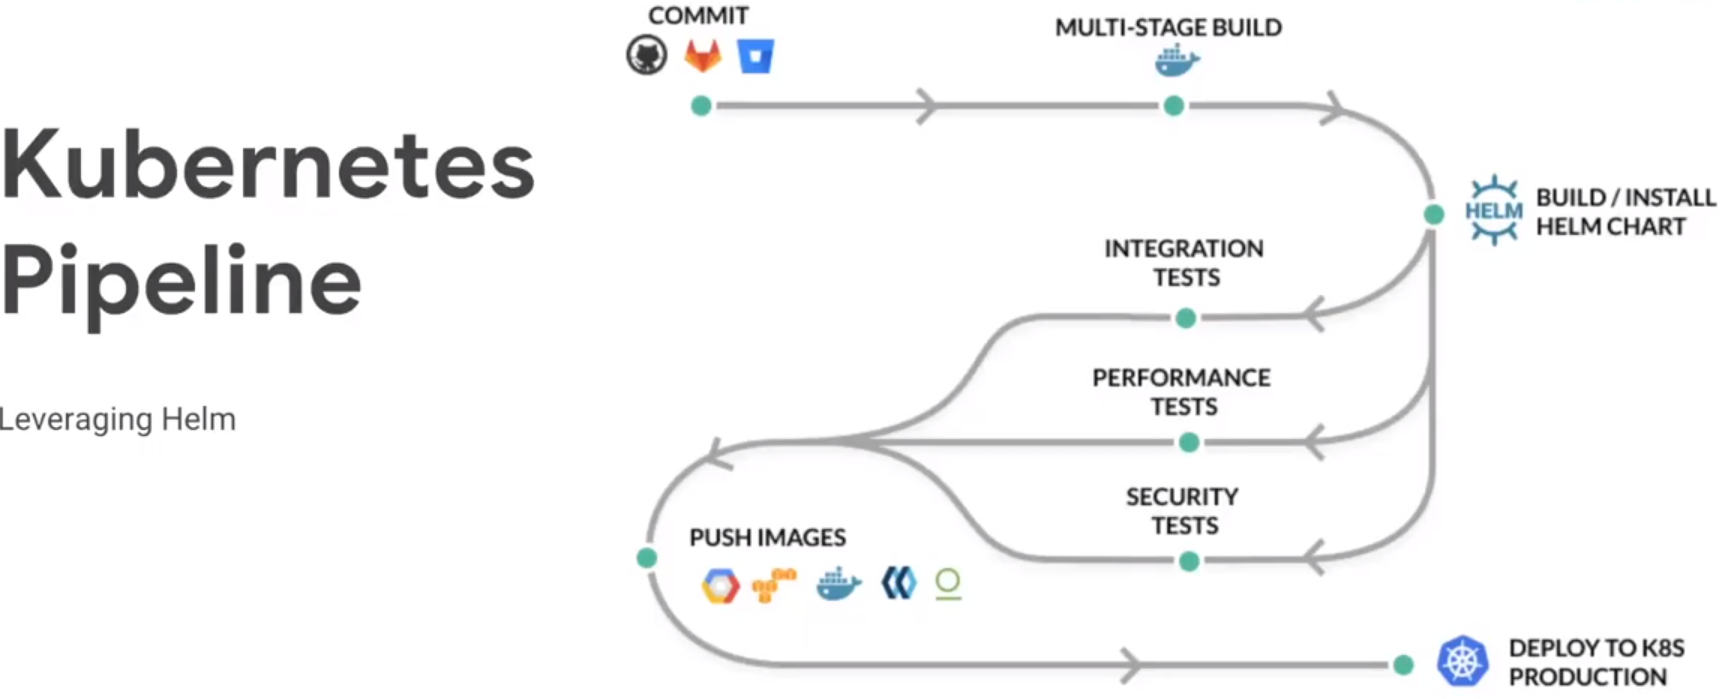 Kubernetes
Pipeline
Leveraging Helm
COMMIT
MULTI-STAGE BUILD
HELM
BUILD / INSTALL
HELM CHART
INTEGRATION
TESTS
PERFORMANCE
TESTS
SECURITY
TESTS
PUSH IMAGES
DEPLOY TO K8S
PRODUCTION